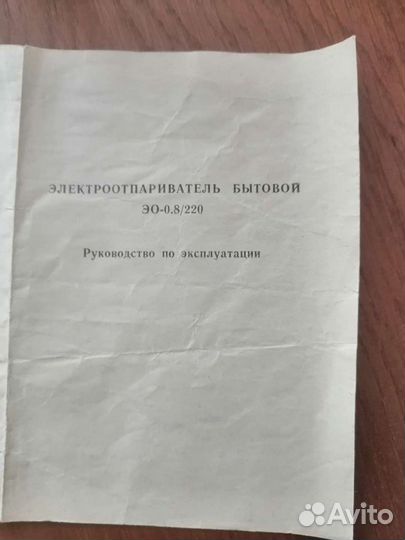 ЭЛЕКТРООТПАРИВАТЕЛЬ БЫТОВОЙ
ЭО-0.8/220
Руководство по эксплуатации
Avito